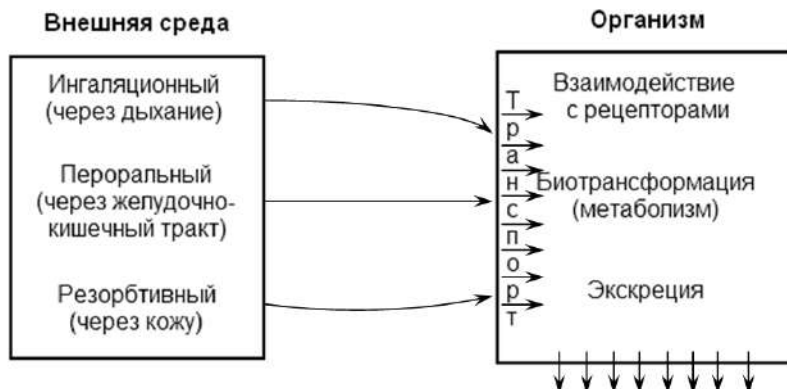 Внешняя среда
Организм
Ингаляционный
(через дыхание)
Пероральный
(через желудочно-
кишечный тракт)
Резорбтивный
(через кожу)
Транспорт
Взаимодействие
с рецепторами
Биотрансформация
(метаболизм)
Экскреция